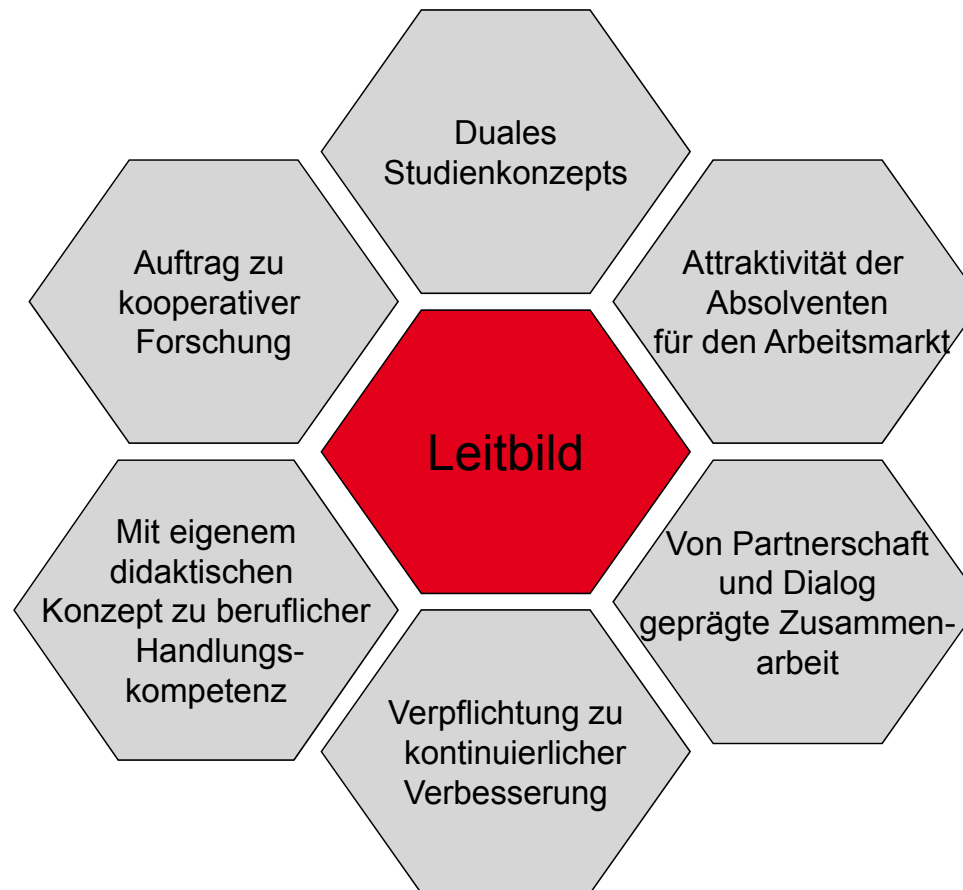 Duales
Studienkonzepts
Auftrag zu
kooperativer
Forschung
Attraktivität der
Absolventen
für den Arbeitsmarkt
Leitbild
Mit eigenem
didaktischen
Konzept zu beruflicher
Handlungs-
kompetenz
Von Partnerschaft
und Dialog
geprägte Zusammen-
arbeit
Verpflichtung zu
kontinuierlicher
Verbesserung